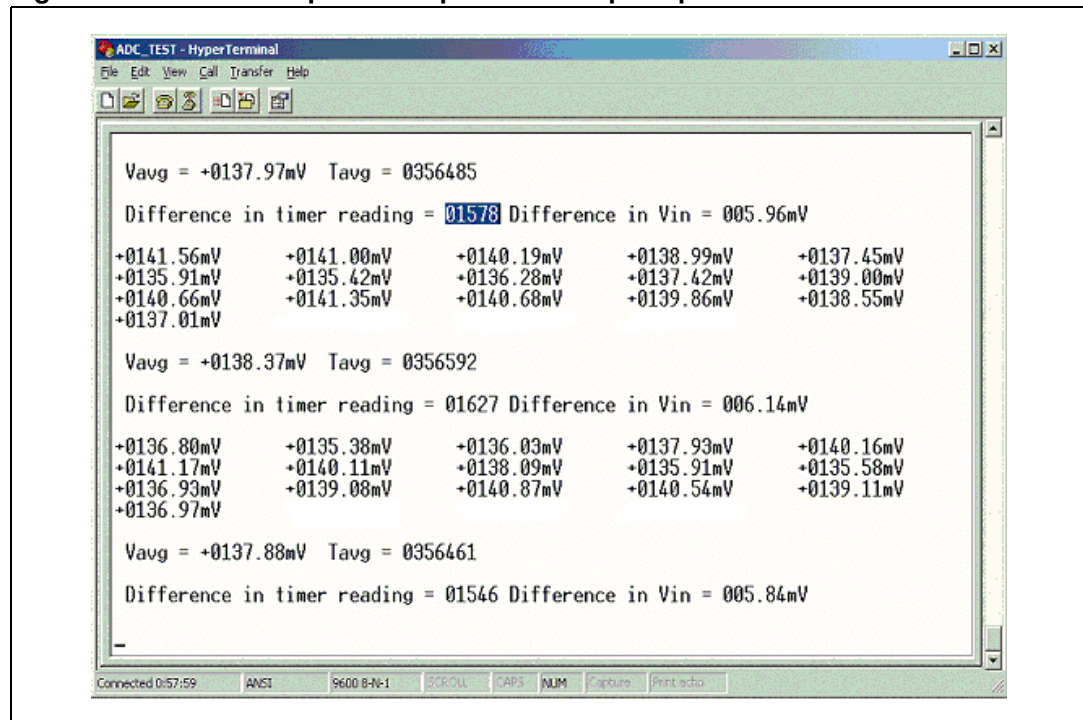 ADC_TEST - HyperTerminal
File Edit View Call Transfer Help
Vavg = +0137.97mV Tavg = 0356485
Difference in timer reading = 01578 Difference in Vin = 005.96mV
+0141.56mV +0141.00mV +0140.19mV +0138.99mV +0137.45mV
+0135.91mV +0135.42mV +0136.28mV +0137.42mV +0139.00mV
+0140.66mV +0141.35mV +0140.68mV +0139.86mV +0138.55mV
+0137.01mV
Vavg = +0138.37mV Tavg = 0356592
Difference in timer reading = 01627 Difference in Vin = 006.14mV
+0136.80mV +0135.38mV +0136.03mV +0137.93mV +0140.16mV
+0141.17mV +0140.11mV +0138.09mV +0135.91mV +0135.58mV
+0136.93mV +0139.08mV +0140.87mV +0140.54mV +0139.11mV
+0136.97mV
Vavg = +0137.88mV Tavg = 0356461
Difference in timer reading = 01546 Difference in Vin = 005.84mV
Connected 0:57:59 ANSI 9600 8-N-1 SCROLL CAPS NUM Capture Print echo